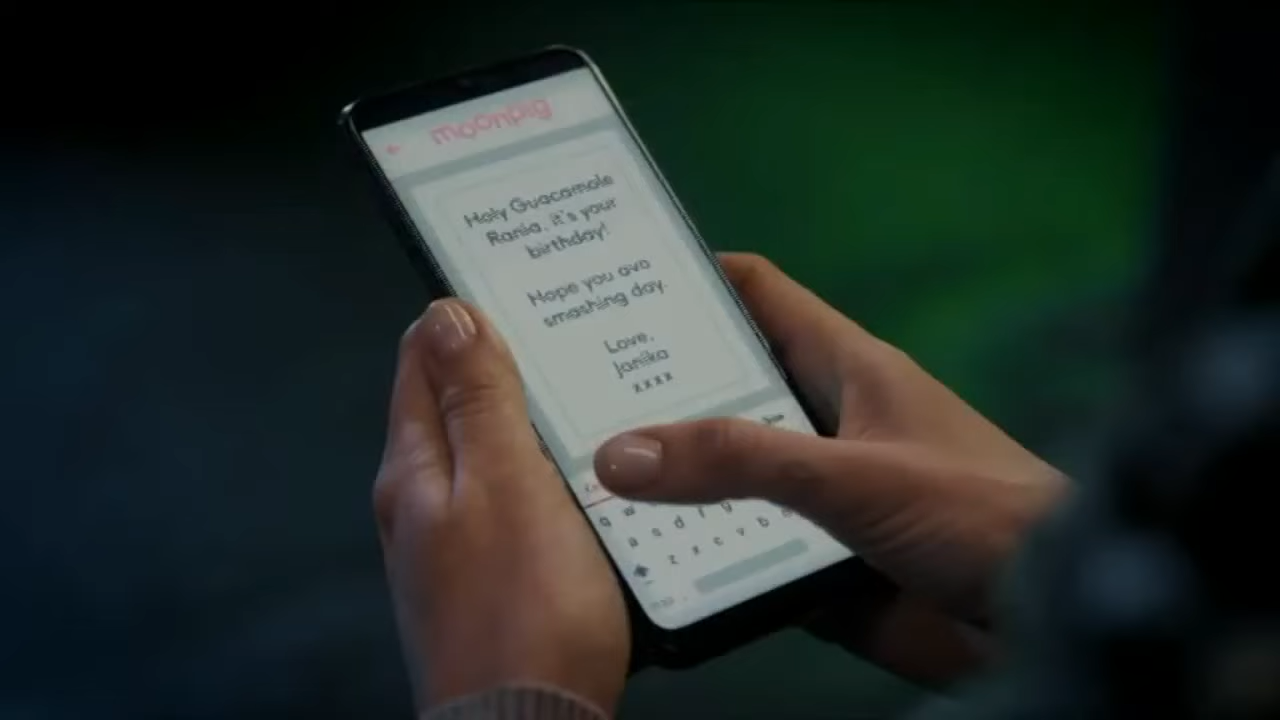 moonpig
Holy Guacamole
Rania, it's your
birthday!
Hope you avo
smashing day.
Love,
Janika
xxxx
q w
a s d f g
z x c v b